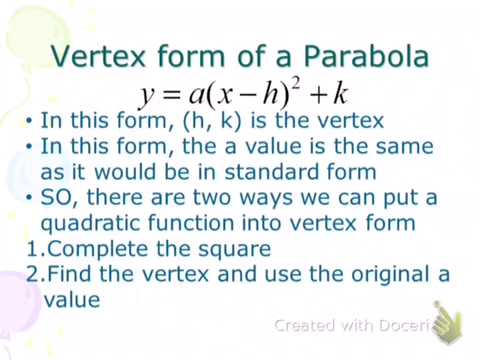 Vertex form of a Parabola
y = a(x − h)² + k
• In this form, (h, k) is the vertex
• In this form, the a value is the same
as it would be in standard form
• SO, there are two ways we can put a
quadratic function into vertex form
1.Complete the square
2.Find the vertex and use the original a
value
Created with Doceri